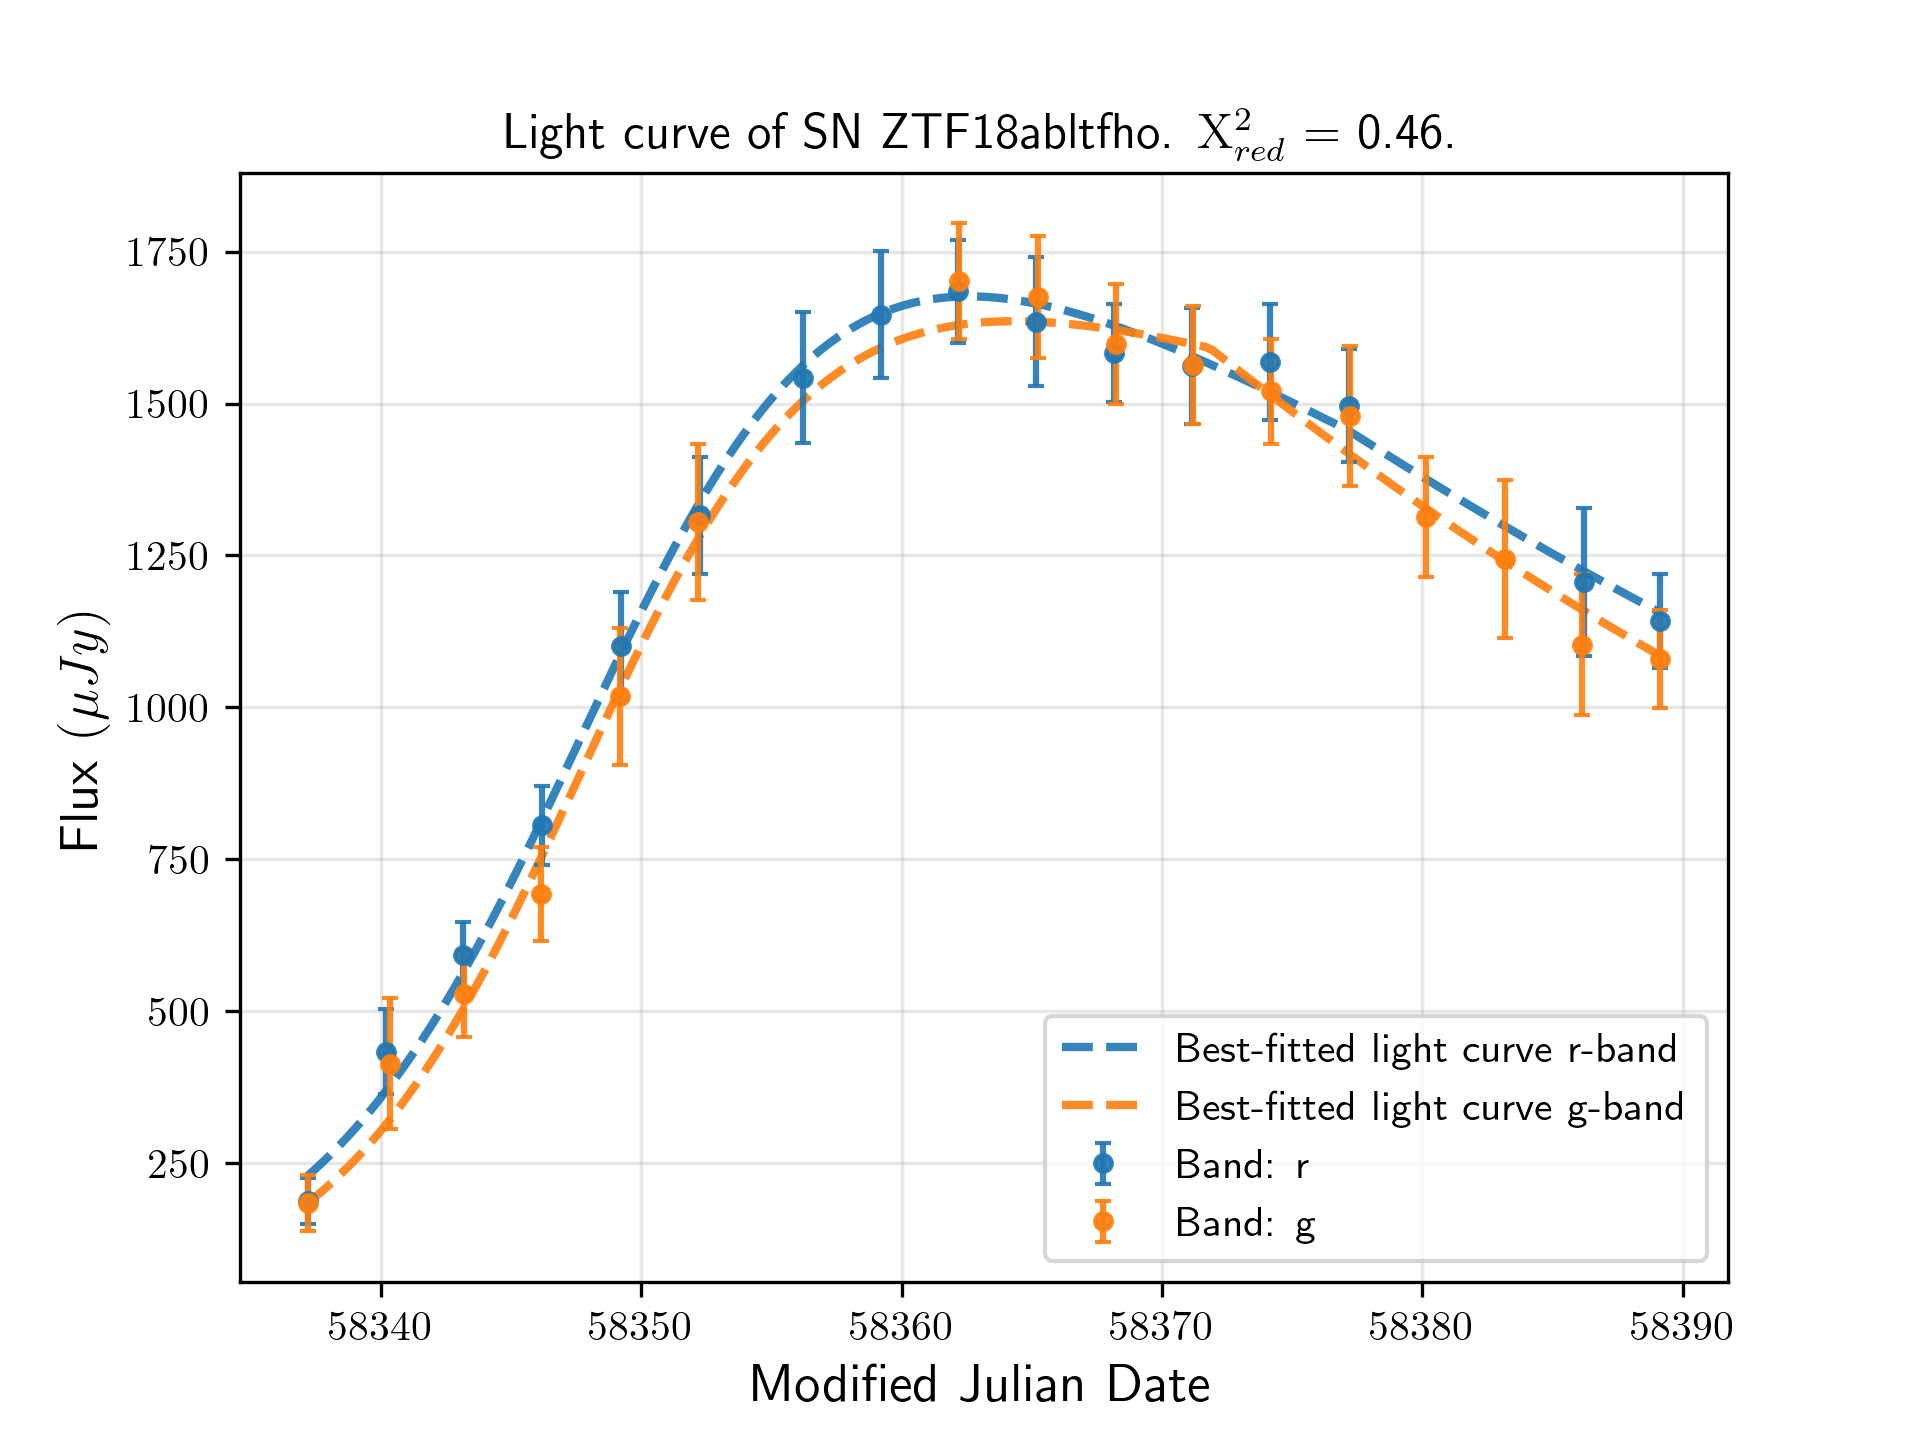 Light curve of SN ZTF18abltfho. X²_red = 0.46.
1750
1500
1250
1000
750
500
250
Flux (μJy)
58340 58350 58360 58370 58380 58390
Modified Julian Date
Best-fitted light curve r-band
Best-fitted light curve g-band
Band: r
Band: g